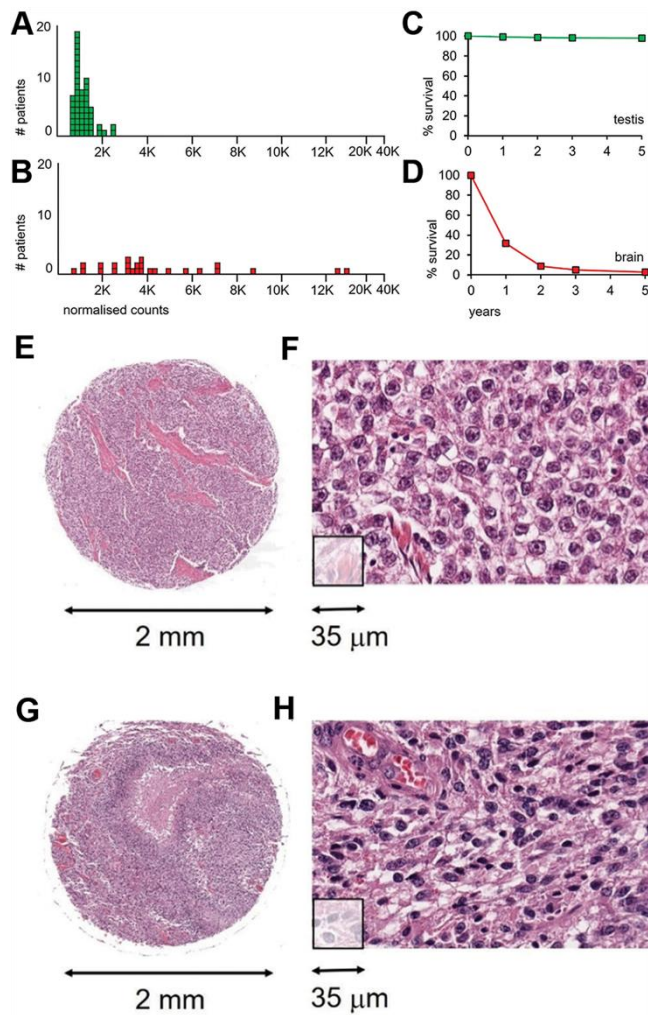 A
20
10
0
# patients
2K 4K 6K 8K 10K 12K 20K 40K
B
20
10
0
# patients
2K 4K 6K 8K 10K 12K 20K 40K
normalised counts
C
100
80
60
40
20
0
% survival
testis
0 1 2 3 4 5
D
100
80
60
40
20
0
% survival
brain
0 1 2 3 4 5
years
E
2 mm
F
35 μm
G
2 mm
H
35 μm